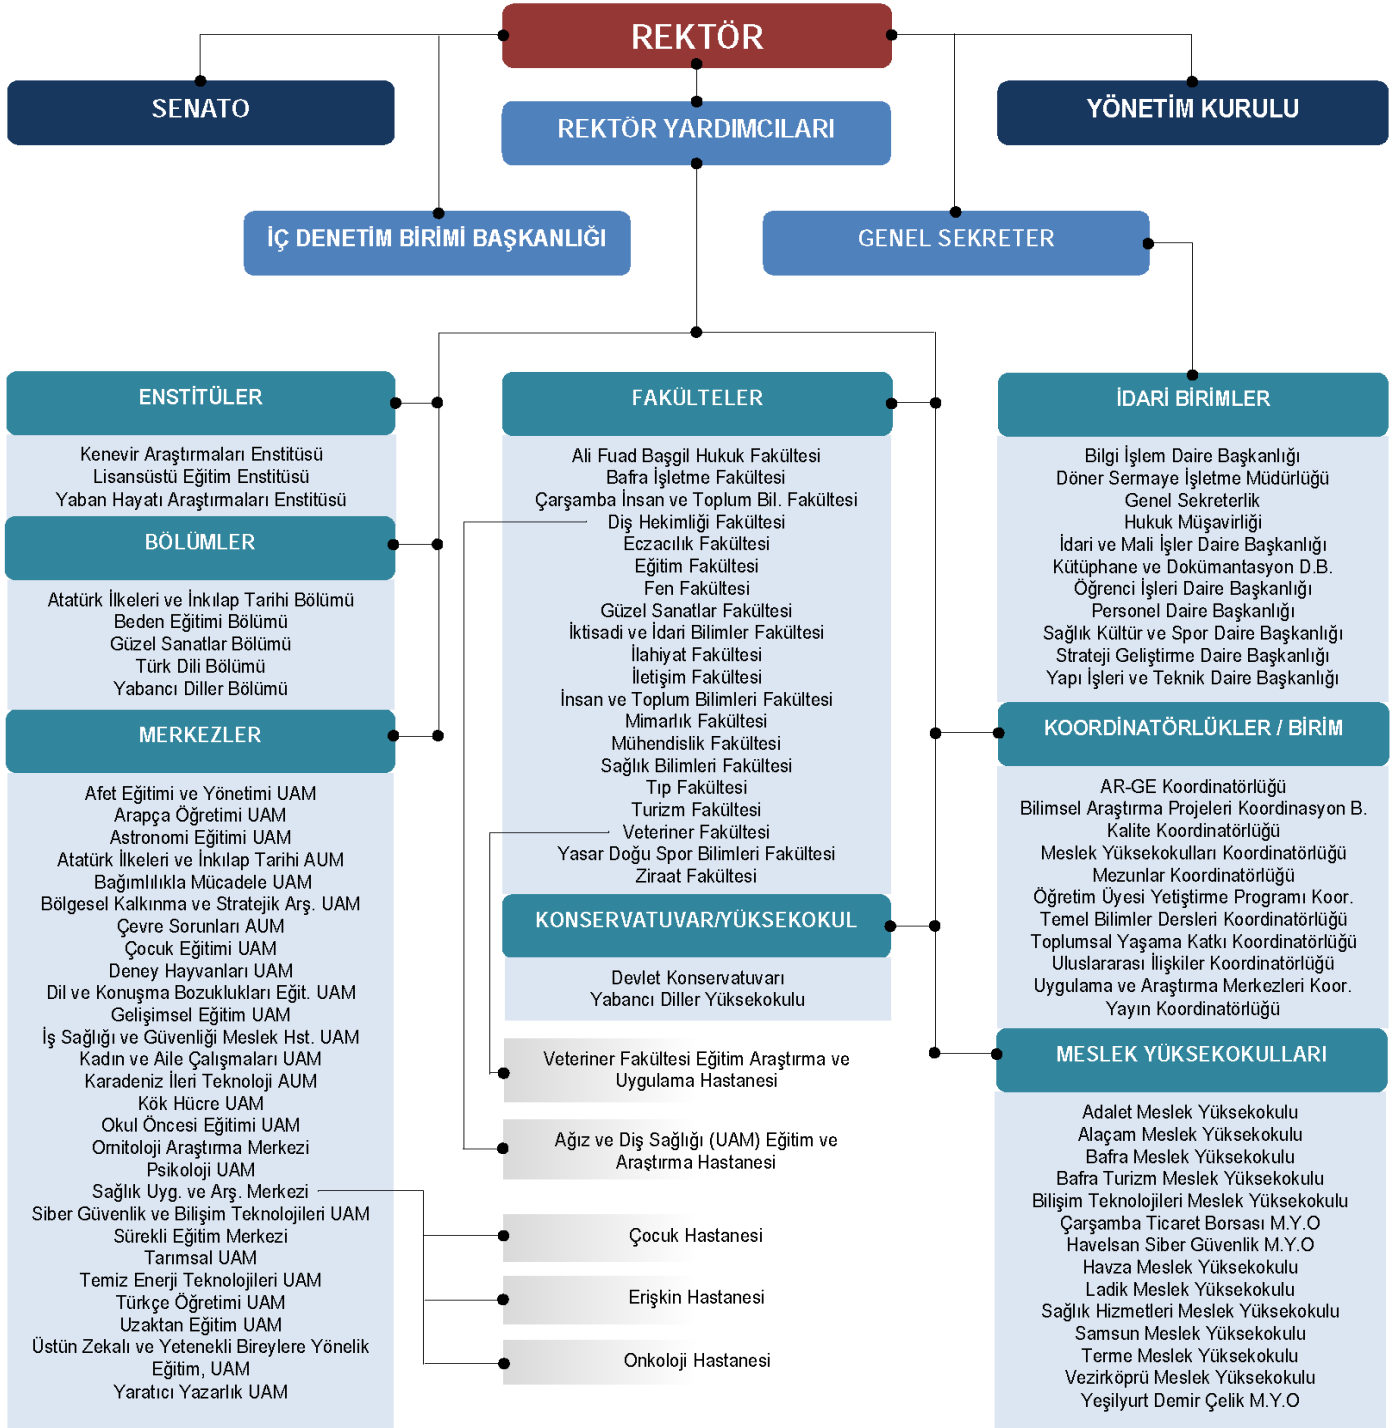 REKTÖR
SENATO
REKTÖR YARDIMCILARI
YÖNETİM KURULU
İÇ DENETİM BİRİMİ BAŞKANLIĞI
GENEL SEKRETER
ENSTİTÜLER
Kenevir Araştırmaları Enstitüsü
Lisansüstü Eğitim Enstitüsü
Yaban Hayatı Araştırmaları Enstitüsü
BÖLÜMLER
Atatürk İlkeleri ve İnkılap Tarihi Bölümü
Beden Eğitimi Bölümü
Güzel Sanatlar Bölümü
Türk Dili Bölümü
Yabancı Diller Bölümü
MERKEZLER
Afet Eğitimi ve Yönetimi UAM
Arapça Öğretimi UAM
Astronomi Eğitimi UAM
Atatürk İlkeleri ve İnkılap Tarihi AUM
Bağımlılıkla Mücadele UAM
Bölgesel Kalkınma ve Stratejik Arş. UAM
Çevre Sorunları AUM
Çocuk Eğitimi UAM
Deney Hayvanları UAM
Dil ve Konuşma Bozuklukları Eğit. UAM
Gelişimsel Eğitim UAM
İş Sağlığı ve Güvenliği Meslek Hst. UAM
Kadın ve Aile Çalışmaları UAM
Karadeniz İleri Teknoloji AUM
Kök Hücre UAM
Okul Öncesi Eğitimi UAM
Ornitoloji Araştırma Merkezi
Psikoloji UAM
Sağlık Uyg. ve Arş. Merkezi
Siber Güvenlik ve Bilişim Teknolojileri UAM
Sürekli Eğitim Merkezi
Tarımsal UAM
Temiz Enerji Teknolojileri UAM
Türkçe Öğretimi UAM
Uzaktan Eğitim UAM
Üstün Zekalı ve Yetenekli Bireylere Yönelik
Eğitim, UAM
Yaratıcı Yazarlık UAM
FAKÜLTELER
Ali Fuad Başgil Hukuk Fakültesi
Bafra İşletme Fakültesi
Çarşamba İnsan ve Toplum Bil. Fakültesi
Diş Hekimliği Fakültesi
Eczacılık Fakültesi
Eğitim Fakültesi
Fen Fakültesi
Güzel Sanatlar Fakültesi
İktisadi ve İdari Bilimler Fakültesi
İlahiyat Fakültesi
İletişim Fakültesi
İnsan ve Toplum Bilimleri Fakültesi
Mimarlık Fakültesi
Mühendislik Fakültesi
Sağlık Bilimleri Fakültesi
Tıp Fakültesi
Turizm Fakültesi
Veteriner Fakültesi
Yasar Doğu Spor Bilimleri Fakültesi
Ziraat Fakültesi
KONSERVATUVAR/YÜKSEKOKUL
Devlet Konservatuvarı
Yabancı Diller Yüksekokulu
Veteriner Fakültesi Eğitim Araştırma ve
Uygulama Hastanesi
Ağız ve Diş Sağlığı (UAM) Eğitim ve
Araştırma Hastanesi
Çocuk Hastanesi
Erişkin Hastanesi
Onkoloji Hastanesi
İDARİ BİRİMLER
Bilgi İşlem Daire Başkanlığı
Döner Sermaye İşletme Müdürlüğü
Genel Sekreterlik
Hukuk Müşavirliği
İdari ve Mali İşler Daire Başkanlığı
Kütüphane ve Dokümantasyon D.B.
Öğrenci İşleri Daire Başkanlığı
Personel Daire Başkanlığı
Sağlık Kültür ve Spor Daire Başkanlığı
Strateji Geliştirme Daire Başkanlığı
Yapı İşleri ve Teknik Daire Başkanlığı
KOORDİNATÖRLÜKLER / BİRİM
AR-GE Koordinatörlüğü
Bilimsel Araştırma Projeleri Koordinasyon B.
Kalite Koordinatörlüğü
Meslek Yüksekokulları Koordinatörlüğü
Mezunlar Koordinatörlüğü
Öğretim Üyesi Yetiştirme Programı Koor.
Temel Bilimler Dersleri Koordinatörlüğü
Toplumsal Yaşama Katkı Koordinatörlüğü
Uluslararası İlişkiler Koordinatörlüğü
Uygulama ve Araştırma Merkezleri Koor.
Yayın Koordinatörlüğü
MESLEK YÜKSEKOKULLARI
Adalet Meslek Yüksekokulu
Alaçam Meslek Yüksekokulu
Bafra Meslek Yüksekokulu
Bafra Turizm Meslek Yüksekokulu
Bilişim Teknolojileri Meslek Yüksekokulu
Çarşamba Ticaret Borsası M.Y.O
Havelsan Siber Güvenlik M.Y.O
Havza Meslek Yüksekokulu
Ladik Meslek Yüksekokulu
Sağlık Hizmetleri Meslek Yüksekokulu
Samsun Meslek Yüksekokulu
Terme Meslek Yüksekokulu
Vezirköprü Meslek Yüksekokulu
Yeşilyurt Demir Çelik M.Y.O